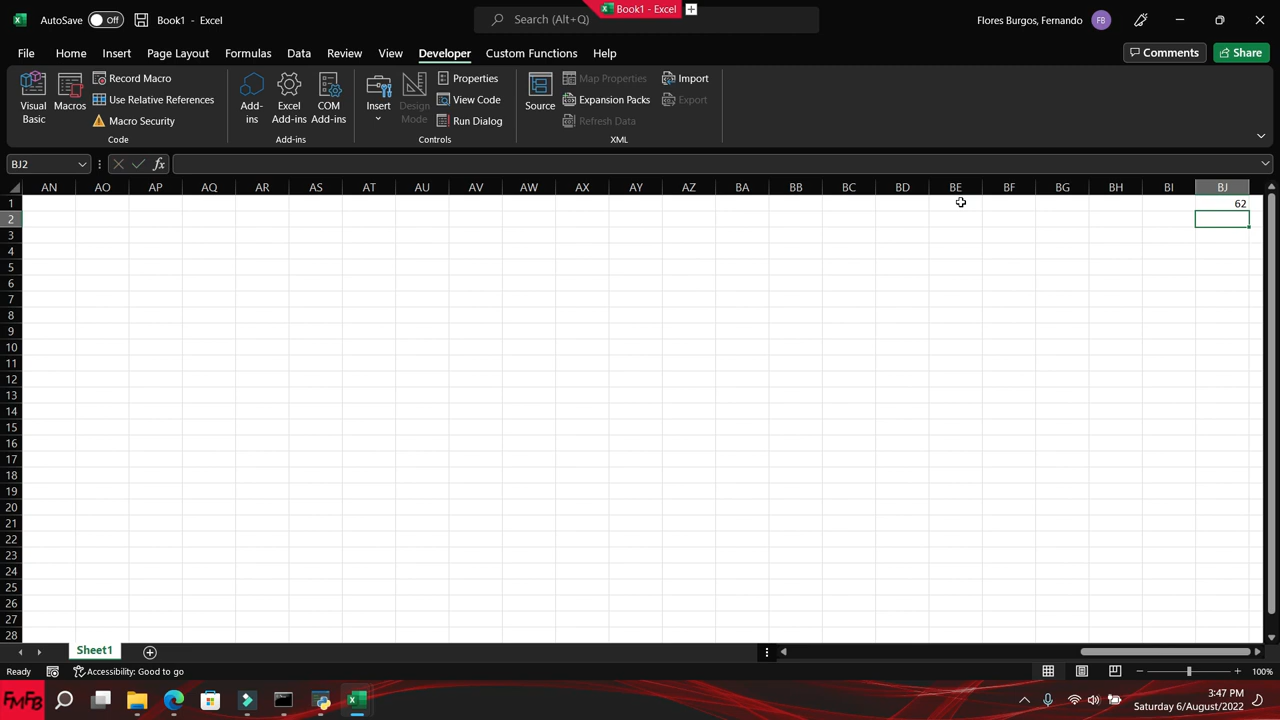 AutoSave Off Book1 - Excel Search (Alt+Q) Book1 - Excel Flores Burgos, Fernando FB
File Home Insert Page Layout Formulas Data Review View Developer Custom Functions Help Comments Share
Visual Basic
Macros
Record Macro
Use Relative References
Macro Security
Code
Add-ins
Excel Add-ins
COM Add-ins
Add-ins
Insert
Design Mode
Properties
View Code
Run Dialog
Controls
Source
Map Properties
Expansion Packs
Refresh Data
Import
Export
XML
BJ2 fx
AN AO AP AQ AR AS AT AU AV AW AX AY AZ BA BB BC BD BE BF BG BH BI BJ
1 62
2
3
4
5
6
7
8
9
10
11
12
13
14
15
16
17
18
19
20
21
22
23
24
25
26
27
28
Sheet1
Ready Accessibility: Good to go 100%
FMFB 3:47 PM
Saturday 6/August/2022